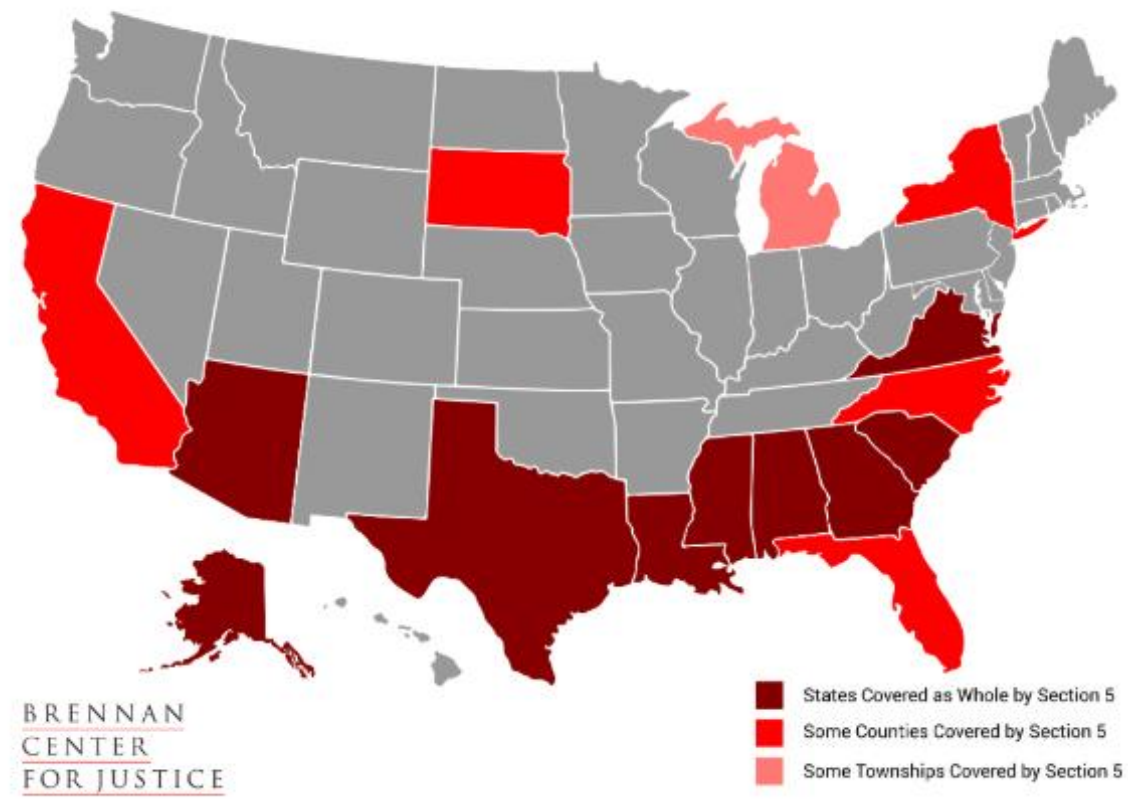 States Covered as Whole by Section 5
Some Counties Covered by Section 5
Some Townships Covered by Section 5
BRENNAN
CENTER
FOR JUSTICE